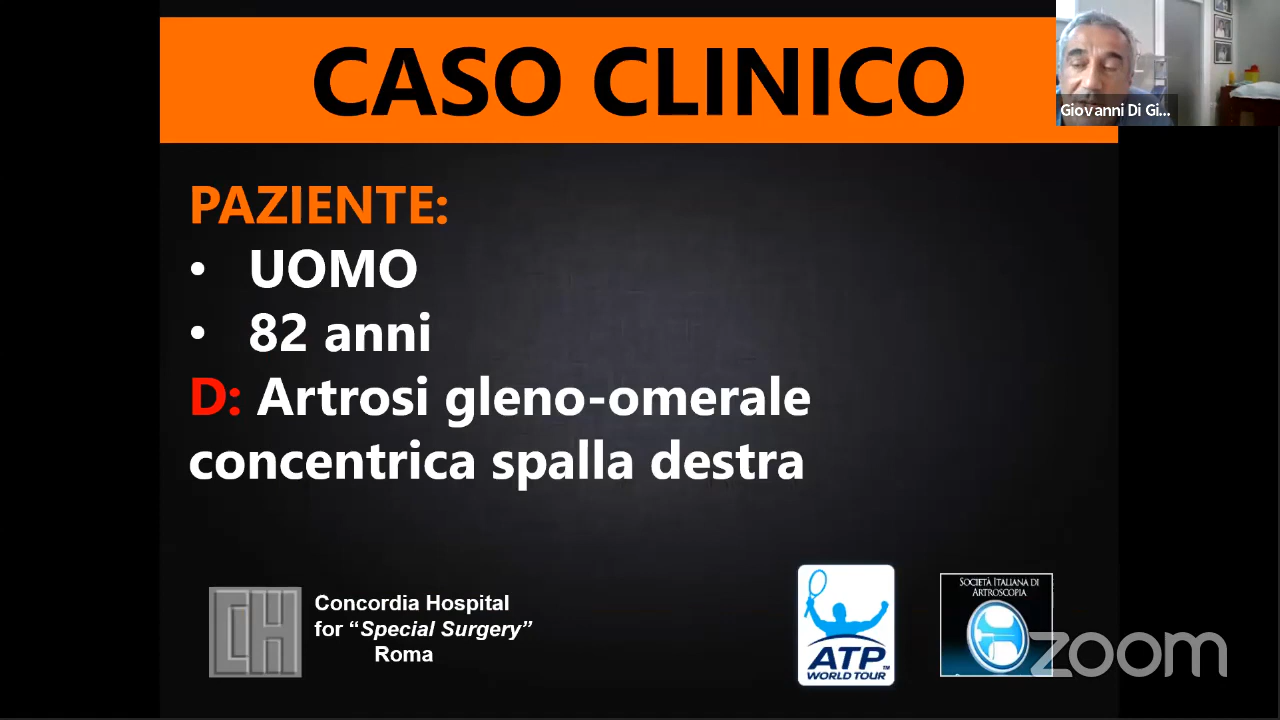 CASO CLINICO
Giovanni Di Gi...
PAZIENTE:
• UOMO
• 82 anni
D: Artrosi gleno-omerale
concentrica spalla destra
CH
Concordia Hospital
for “Special Surgery”
Roma
ATP
WORLD TOUR
SOCIETÀ ITALIANA DI
ARTROSCOPIA
zoom